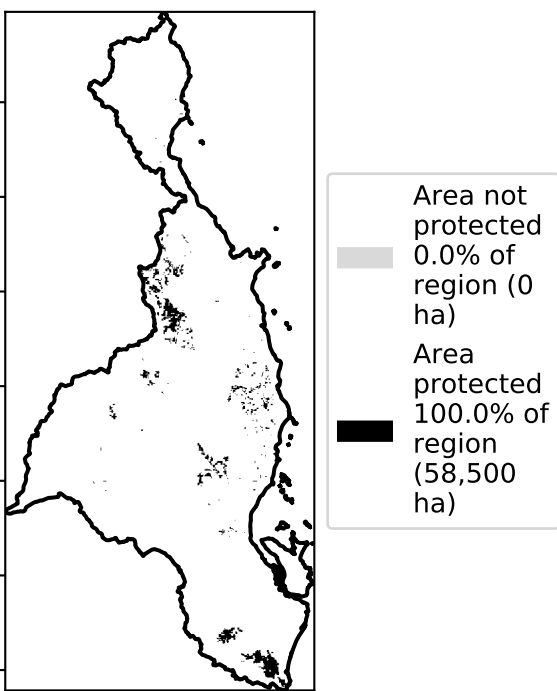 Area not
protected
0.0% of
region (0
ha)
Area
protected
100.0% of
region
(58,500
ha)